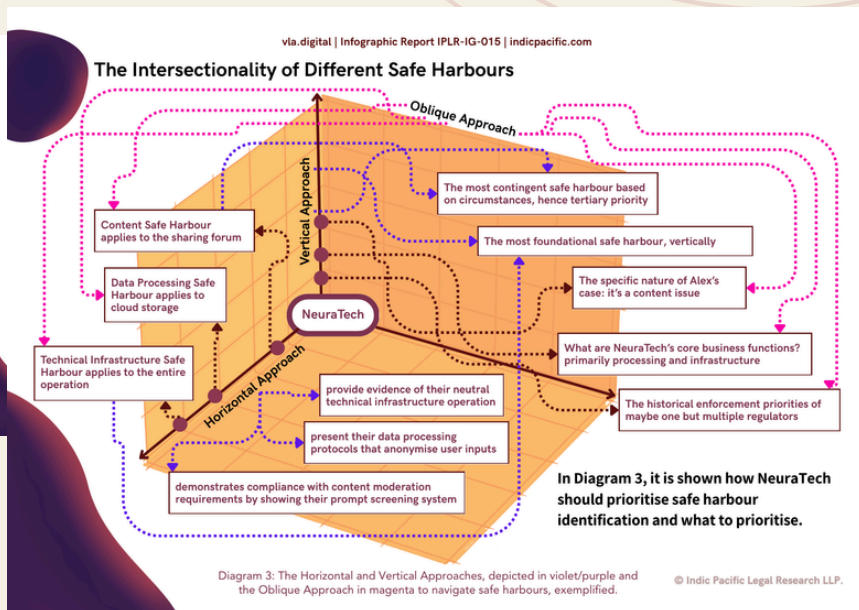 vla.digital | Infographic Report IPLR-IG-015 | indicpacific.com
The Intersectionality of Different Safe Harbours
Oblique Approach
Vertical Approach
The most contingent safe harbour based
on circumstances, hence tertiary priority
Content Safe Harbour
applies to the sharing forum
The most foundational safe harbour, vertically
Data Processing Safe
Harbour applies to
cloud storage
The specific nature of Alex's
case: it's a content issue
NeuraTech
What are NeuraTech's core business functions?
primarily processing and infrastructure
Technical Infrastructure Safe
Harbour applies to the entire
operation
Horizontal Approach
provide evidence of their neutral
technical infrastructure operation
The historical enforcement priorities of
maybe one but multiple regulators
present their data processing
protocols that anonymise user inputs
demonstrates compliance with content moderation
requirements by showing their prompt screening system
In Diagram 3, it is shown how NeuraTech
should prioritise safe harbour
identification and what to prioritise.
Diagram 3: The Horizontal and Vertical Approaches, depicted in violet/purple and
the Oblique Approach in magenta to navigate safe harbours, exemplified.
© Indic Pacific Legal Research LLP.